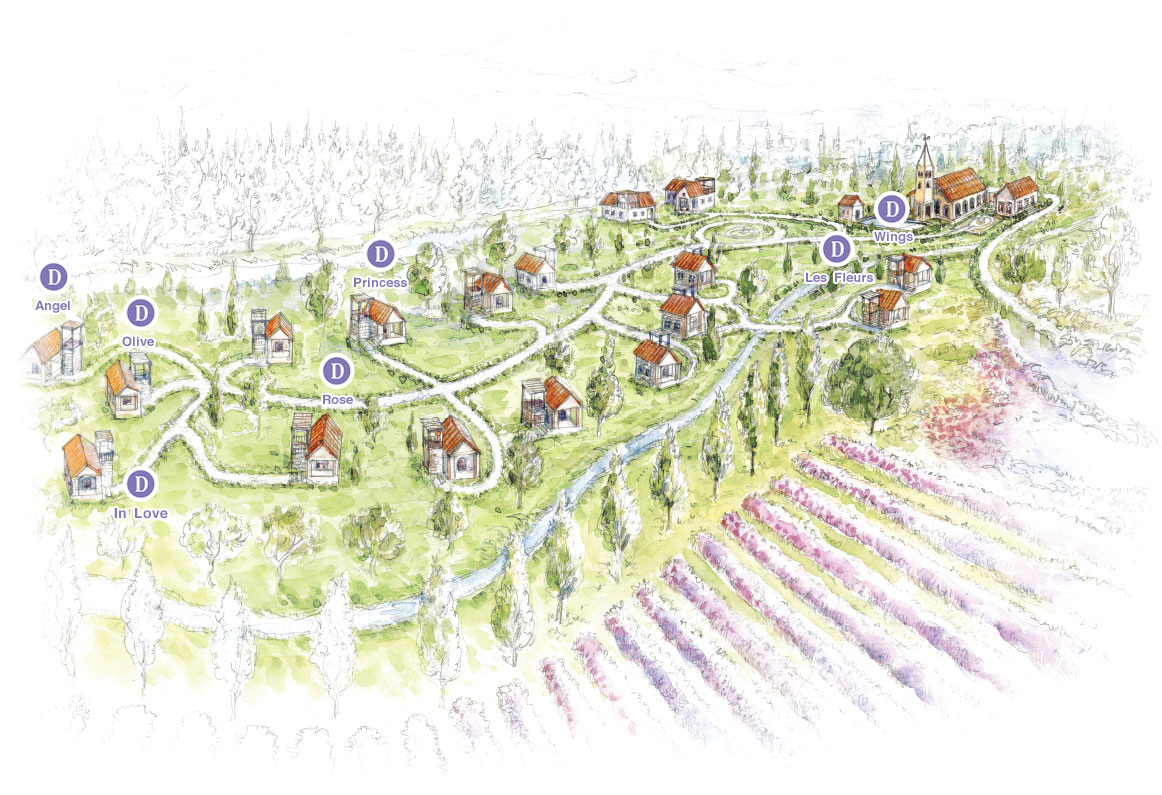 D
Wings
D
Les Fleurs
D
Princess
D
Angel
D
Olive
D
Rose
D
In Love